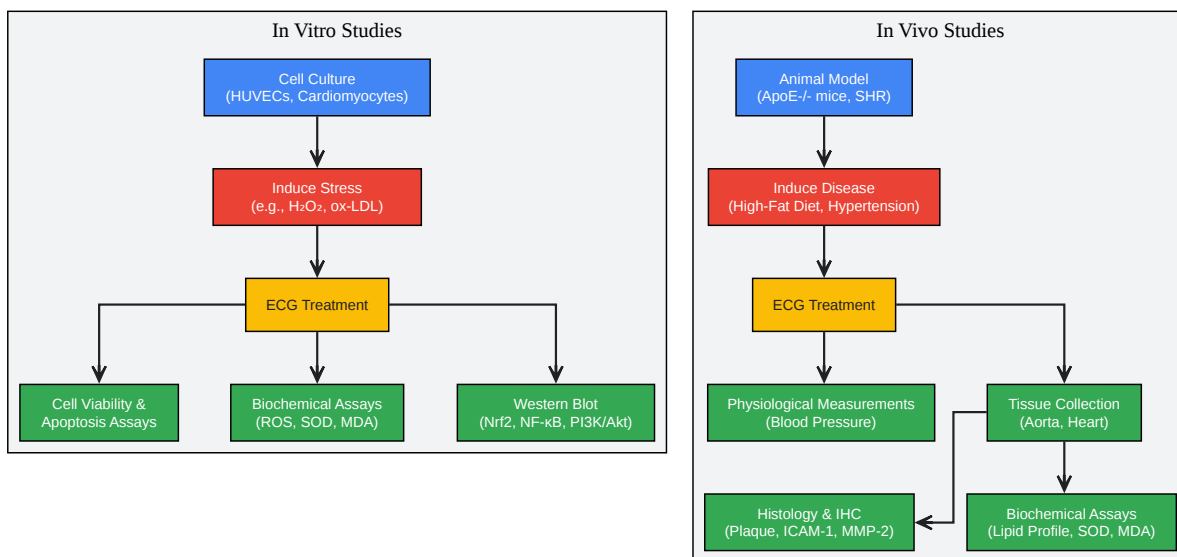 In Vitro Studies
Cell Culture
(HUVECs, Cardiomyocytes)
Induce Stress
(e.g., H₂O₂, ox-LDL)
ECG Treatment
Cell Viability &
Apoptosis Assays
Biochemical Assays
(ROS, SOD, MDA)
Western Blot
(Nrf2, NF-κB, PI3K/Akt)
In Vivo Studies
Animal Model
(ApoE-/- mice, SHR)
Induce Disease
(High-Fat Diet, Hypertension)
ECG Treatment
Physiological Measurements
(Blood Pressure)
Tissue Collection
(Aorta, Heart)
Histology & IHC
(Plaque, ICAM-1, MMP-2)
Biochemical Assays
(Lipid Profile, SOD, MDA)